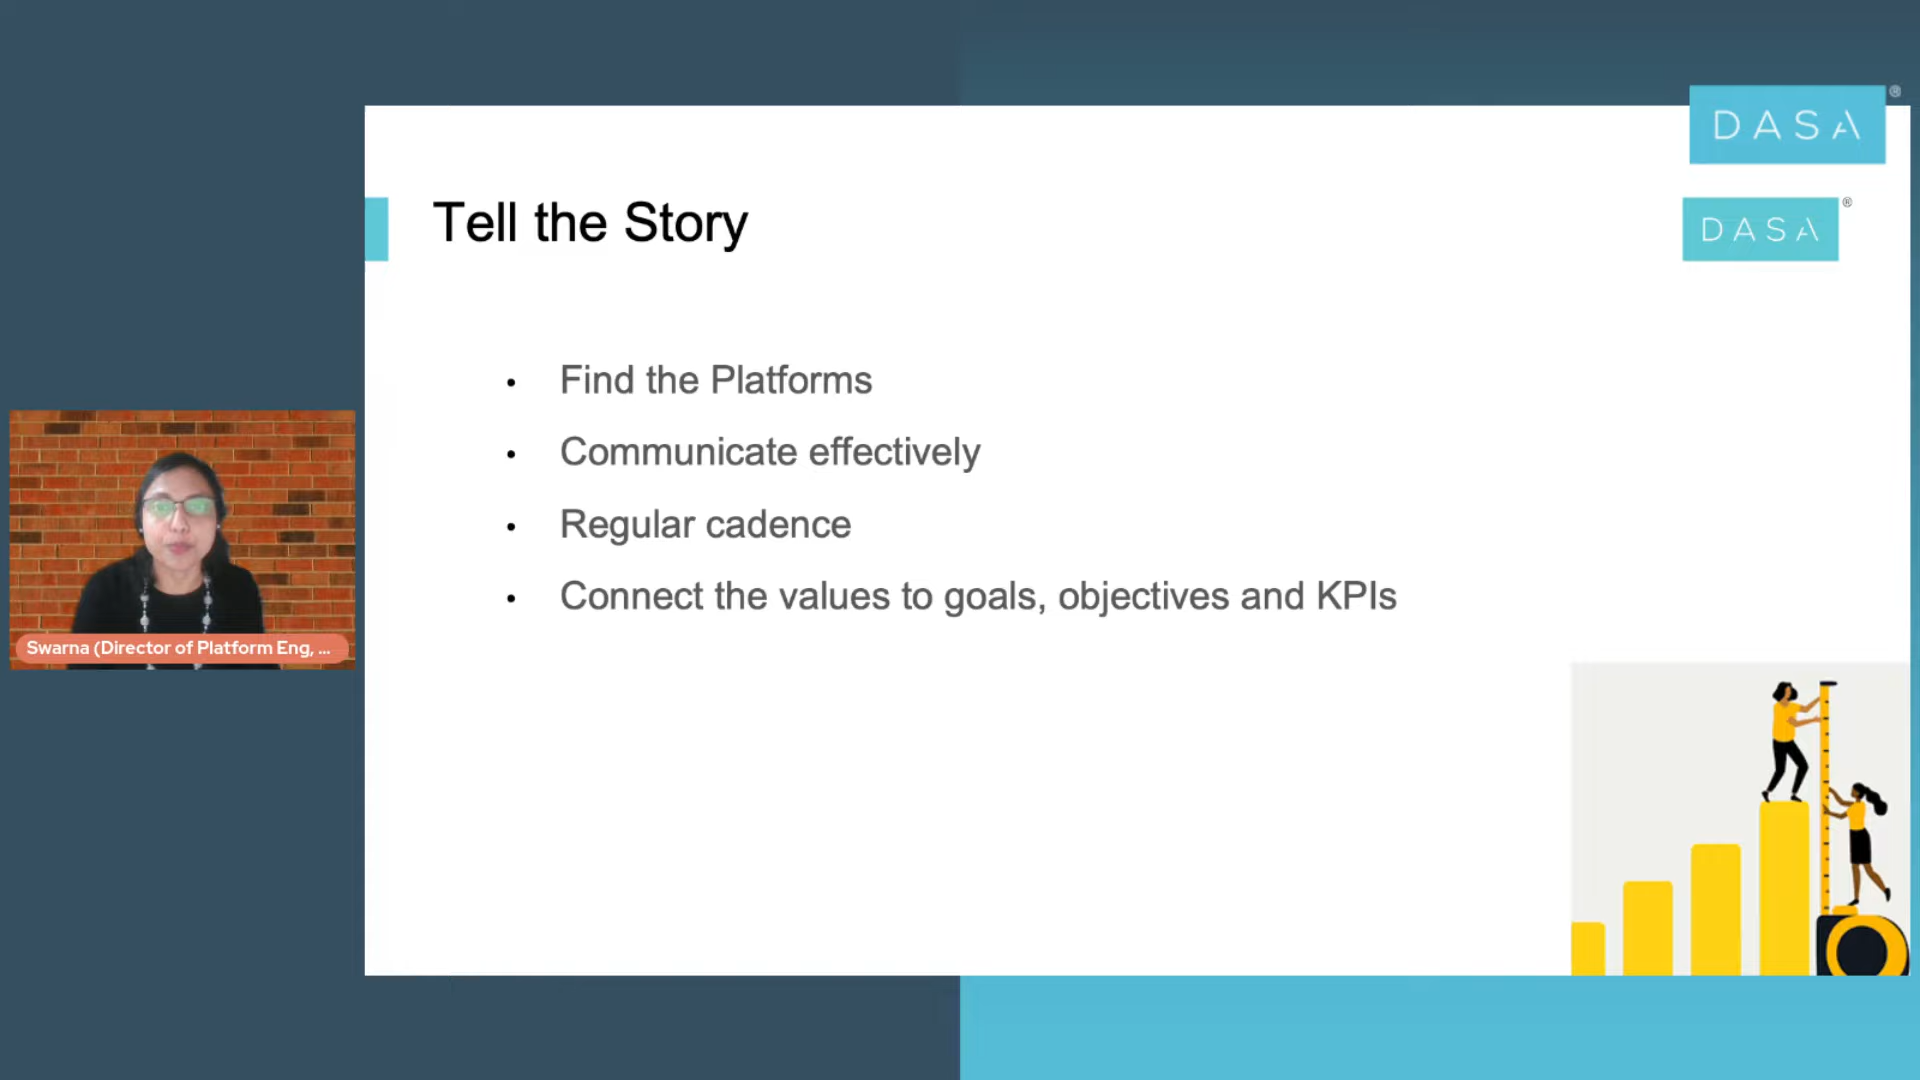 DASA
®
Tell the Story
DASA
®
• Find the Platforms
• Communicate effectively
• Regular cadence
• Connect the values to goals, objectives and KPIs
Swarna (Director of Platform Eng, ...